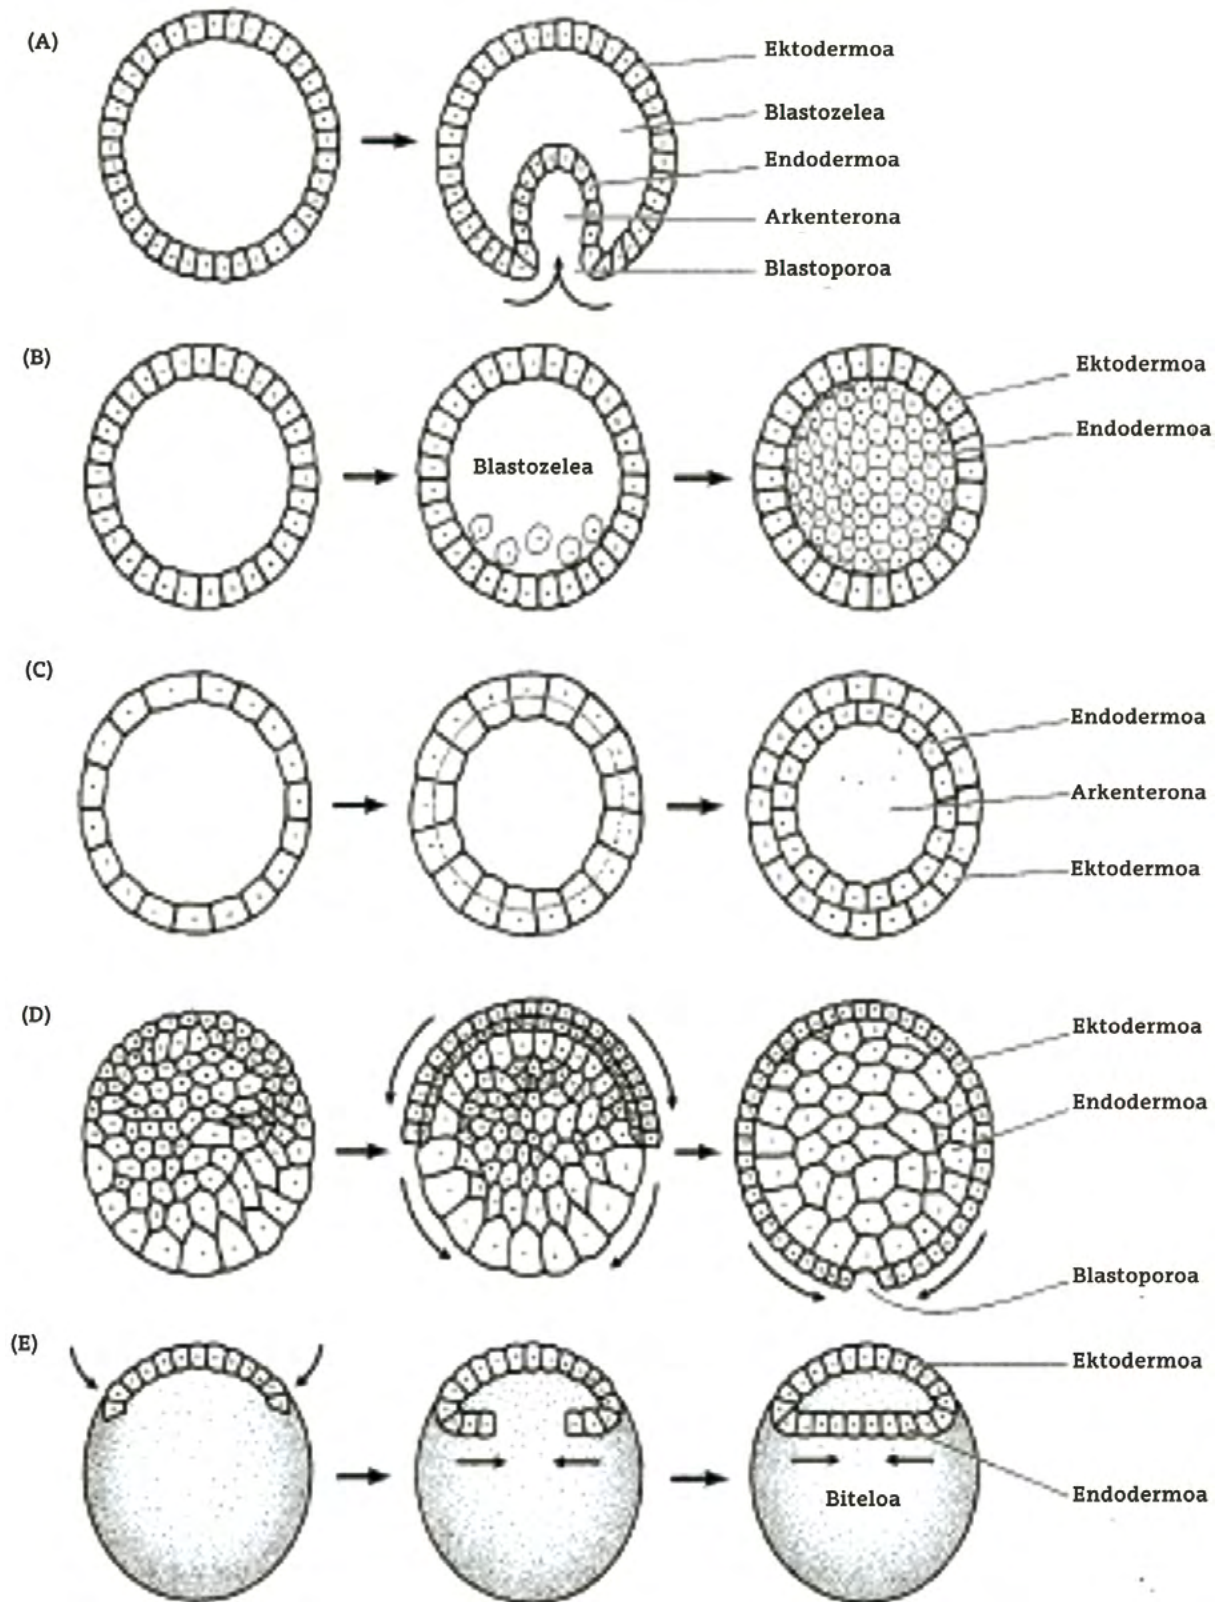 (A)
Ektodermoa
Blastozelea
Endodermoa
Arkenterona
Blastoporoa
(B)
Ektodermoa
Endodermoa
Blastozelea
(C)
Endodermoa
Arkenterona
Ektodermoa
(D)
Ektodermoa
Endodermoa
Blastoporoa
(E)
Ektodermoa
Biteloa
Endodermoa